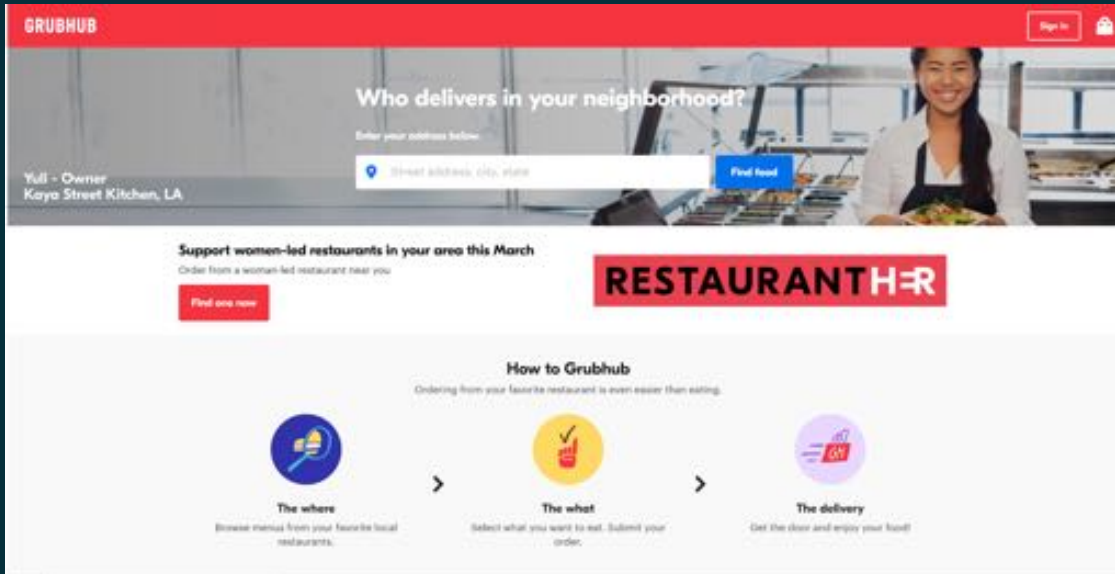 GRUBHUB
Sign in
Who delivers in your neighborhood?
Enter your address below.
Street address, city, state
Find food
Yull - Owner
Kaya Street Kitchen, LA
Support women-led restaurants in your area this March
Order from a woman-led restaurant near you
Find one now
RESTAURANTHER
How to Grubhub
Ordering from your favorite restaurant is even easier than eating.
The where
Browse menus from your favorite local
restaurants.
The what
Select what you want to eat. Submit your
order.
GH
The delivery
Get the door and enjoy your food!